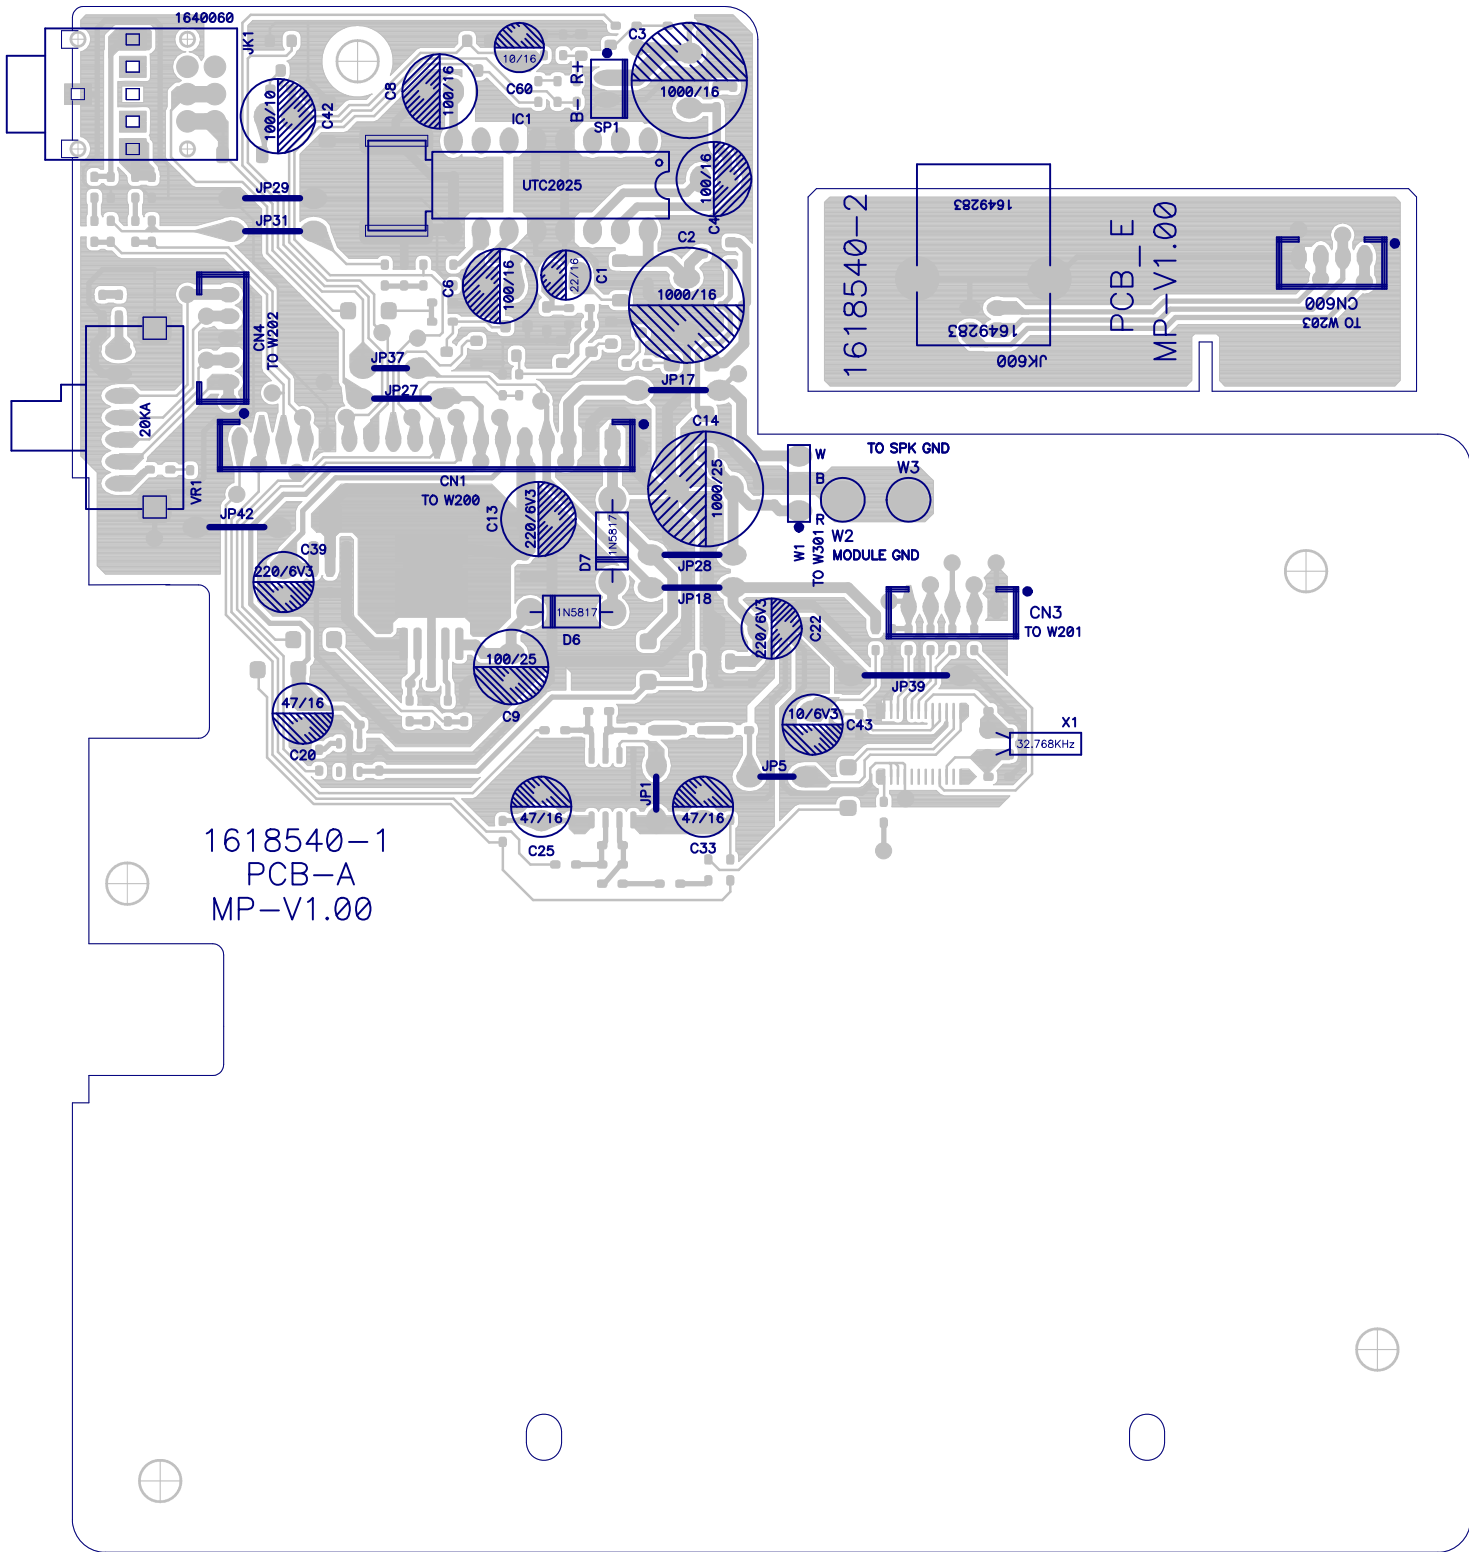 1640060
JK1
C3
10/16
C8
100/16
1000/16
R+
B-
100/10
C42
C60
IC1
SP1
UTC2025
100/16
C4
JP29
JP31
C2
C6
100/16
22/16
C1
1000/16
CN4
TO W202
JP37
JP27
JP17
20KA
VR1
CN1
TO W200
C14
1000/25
C13
220/6V3
1N5817
D7
JP42
C39
220/6V3
JP28
JP18
1N5817
D6
W
B
R
W1
TO W301
TO SPK GND
W3
W2
MODULE GND
220/6V3
C22
CN3
TO W201
100/25
C9
JP39
47/16
C20
10/6V3
C43
X1
32.768KHz
JP5
JP1
47/16
C25
47/16
C33
1618540-1
PCB-A
MP-V1.00
1618540-2
1649283
1649283
JK600
PCB_E
MP-V1.00
CN600
TO W203